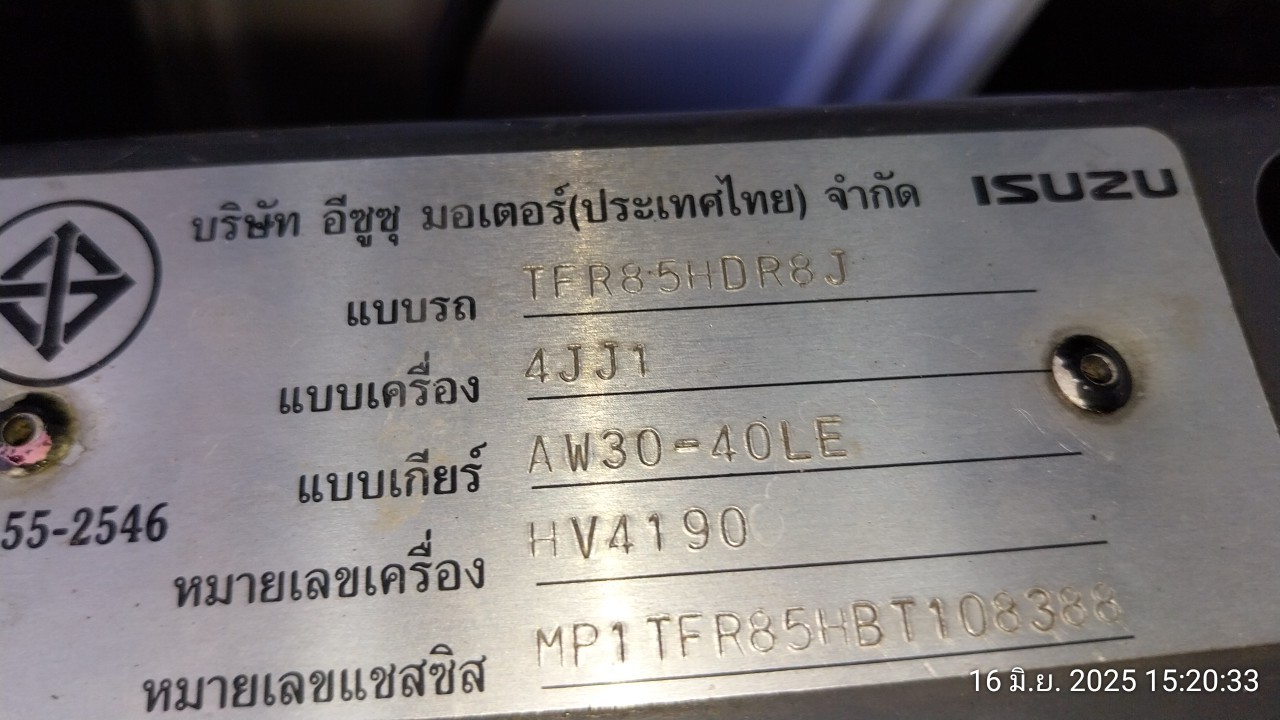 บริษัท อีซูซุ มอเตอร์(ประเทศไทย) จำกัด ISUZU
แบบรถ TFR85HDR8J
แบบเครื่อง 4JJ1
แบบเกียร์ AW30-40LE
55-2546
หมายเลขเครื่อง HV4190
หมายเลขแชสซิส MP1TFR85HBT108388
16 มิ.ย. 2025 15:20:33